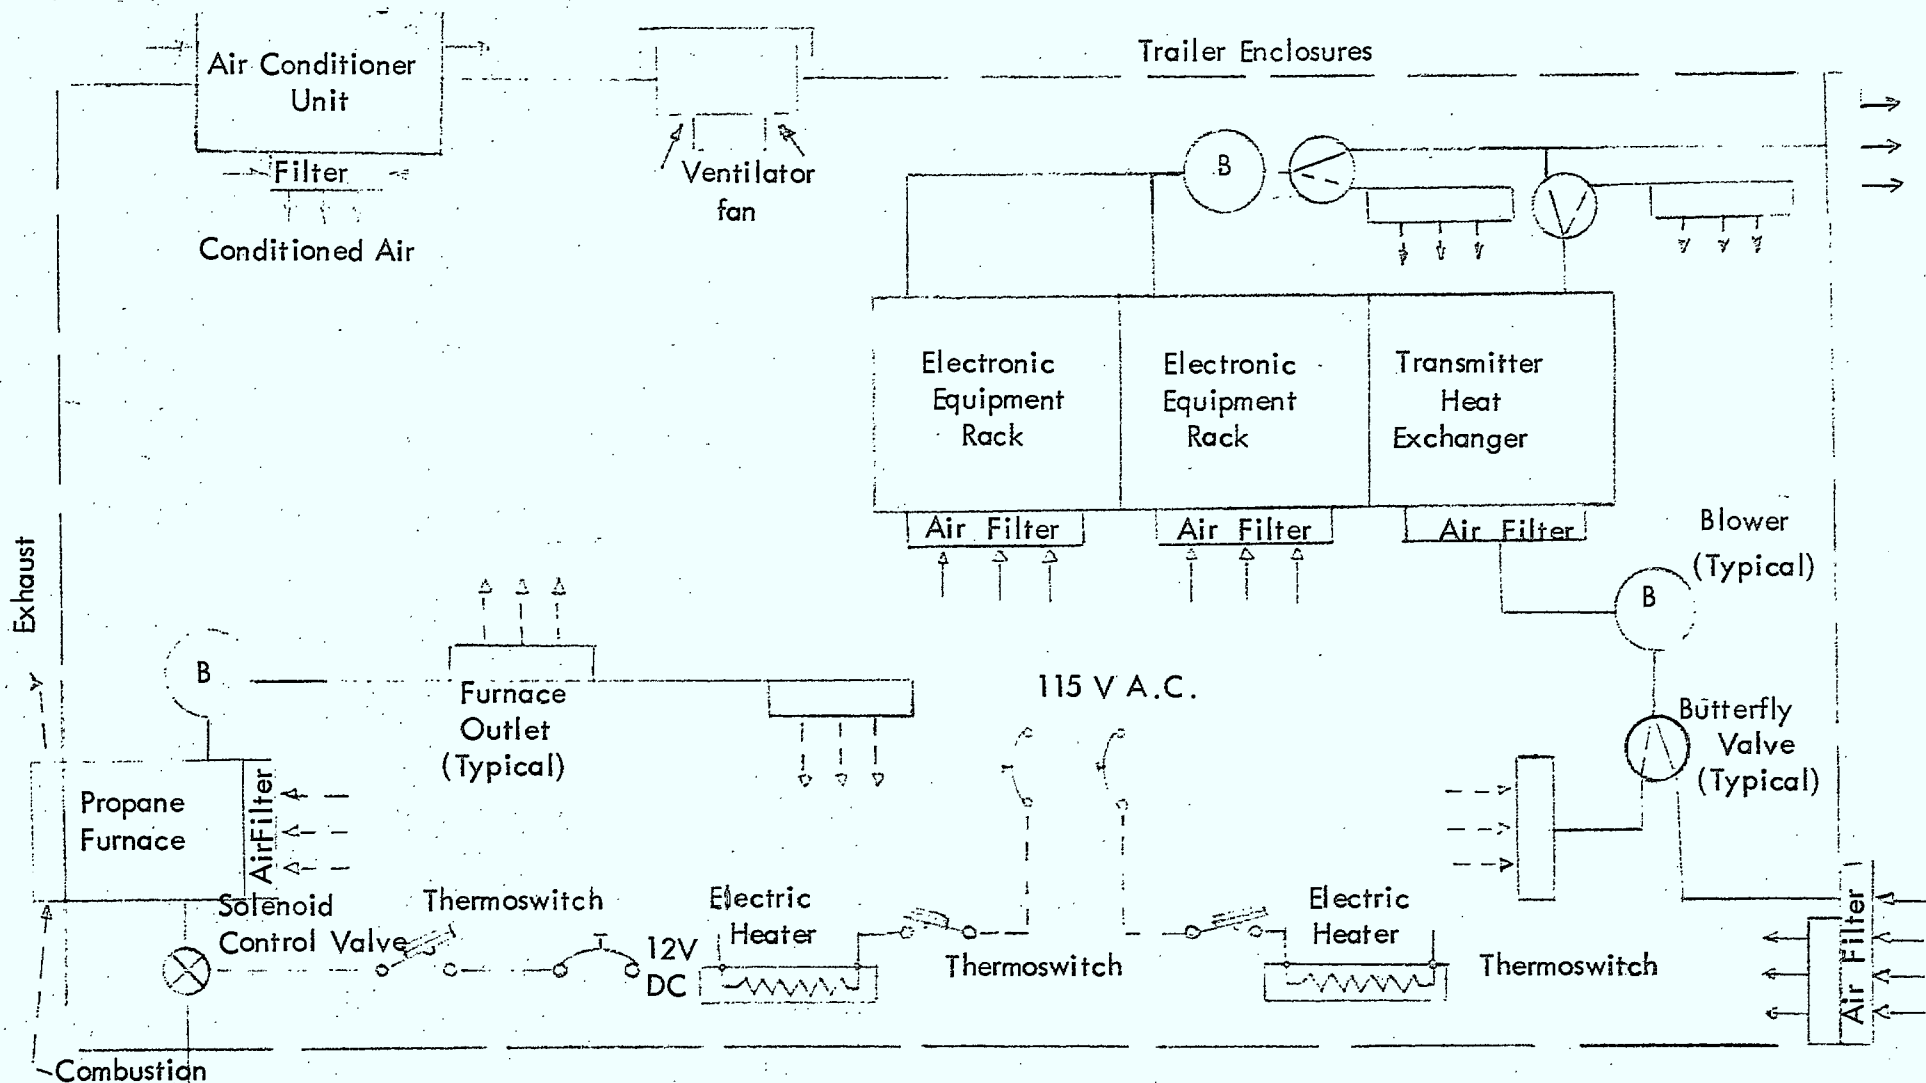 Trailer Enclosures
Air Conditioner
Unit
Filter
Conditioned Air
Ventilator
fan
B
Electronic
Equipment
Rack
Electronic
Equipment
Rack
Transmitter
Heat
Exchanger
Air Filter
Air Filter
Air Filter
Blower
(Typical)
B
Exhaust
B
Furnace
Outlet
(Typical)
115 V A.C.
Butterfly
Valve
(Typical)
Propane
Furnace
AirFilter
Solenoid
Control Valve
Thermoswitch
12V
DC
Electric
Heater
Thermoswitch
Electric
Heater
Thermoswitch
Air Filter
Combustion